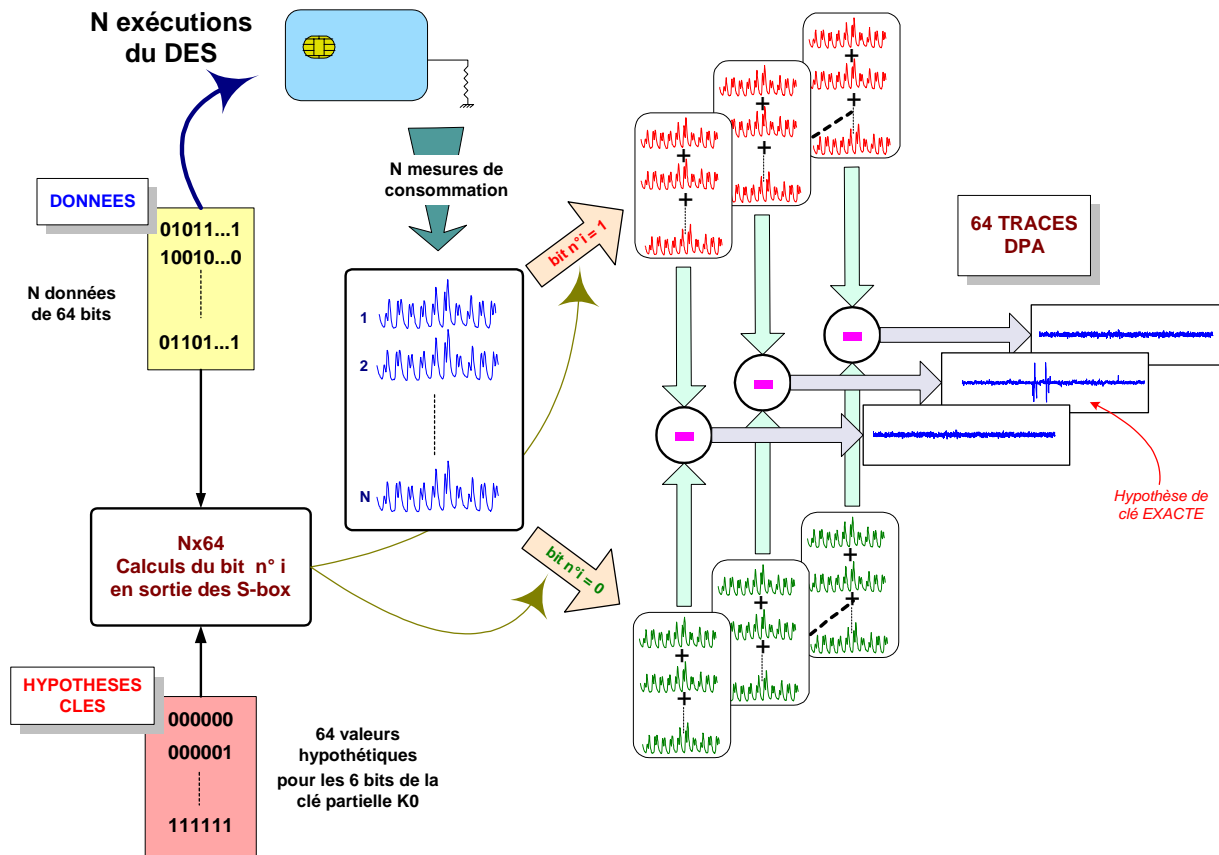 N exécutions
du DES
N mesures de
consommation
DONNEES
01011...1
10010...0
01101...1
N données
de 64 bits
bit n°i = 1
1
2
N
bit n°i = 0
Nx64
Calculs du bit n° i
en sortie des S-box
HYPOTHESES
CLES
000000
000001
111111
64 valeurs
hypothétiques
pour les 6 bits de la
clé partielle K0
+
+
+
+
+
+
64 TRACES
DPA
-
-
-
Hypothèse de
clé EXACTE
+
+
+
+
+
+